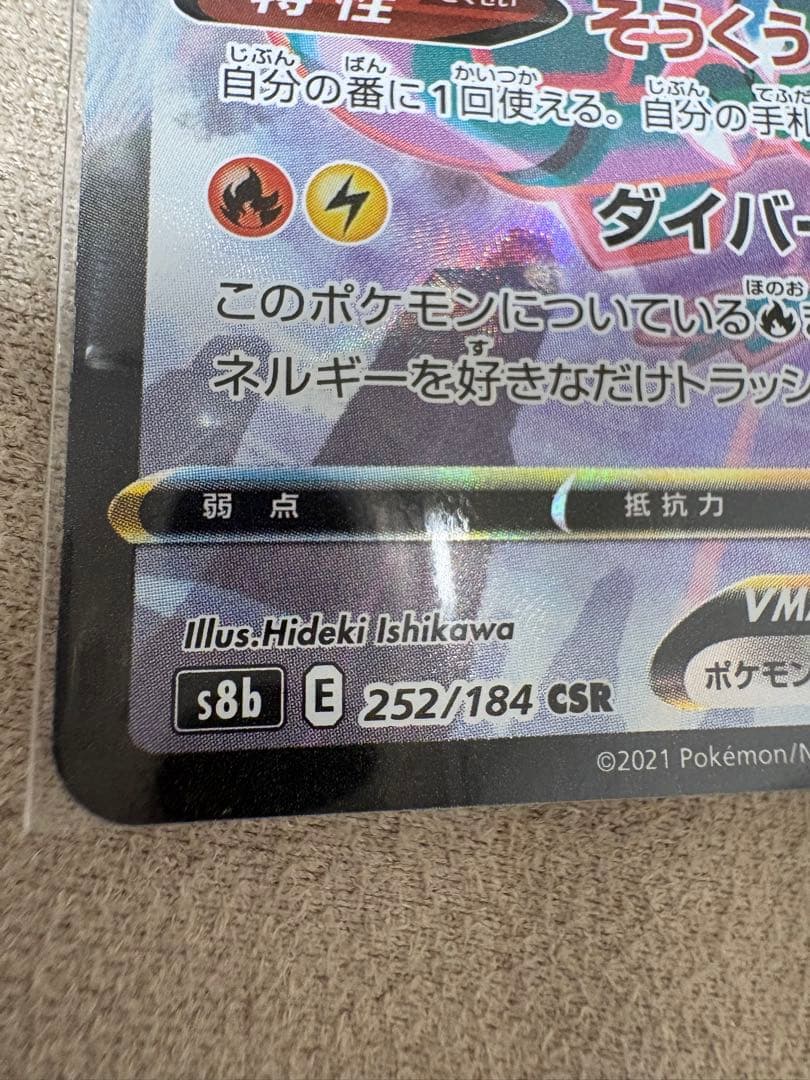 特性 そうくう
じぶん ばん かいつか じぶん てふだ
自分の番に1回使える。自分の手札
ダイバー
ほのお
このポケモンについている
す
ネルギーを好きなだけトラッシ
弱点 抵抗力
Illus.Hideki Ishikawa
VM
s8b E 252/184 CSR
ポケモン
©2021 Pokémon/N